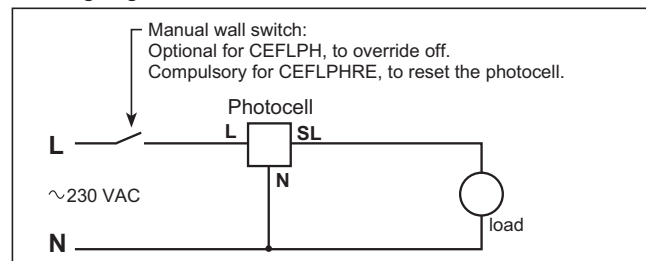 Manual wall switch:
Optional for CEFLPH, to override off.
Compulsory for CEFLPHRE, to reset the photocell.
Photocell
L
L
SL
N
~230 VAC
load
N